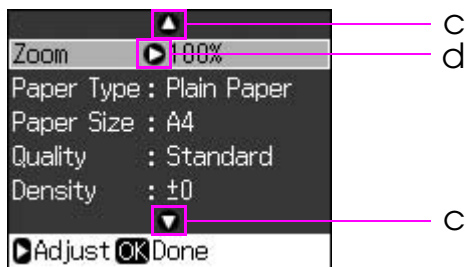 C
Zoom 100% d
Paper Type : Plain Paper
Paper Size : A4
Quality : Standard
Density : ±0
C
Adjust OK Done